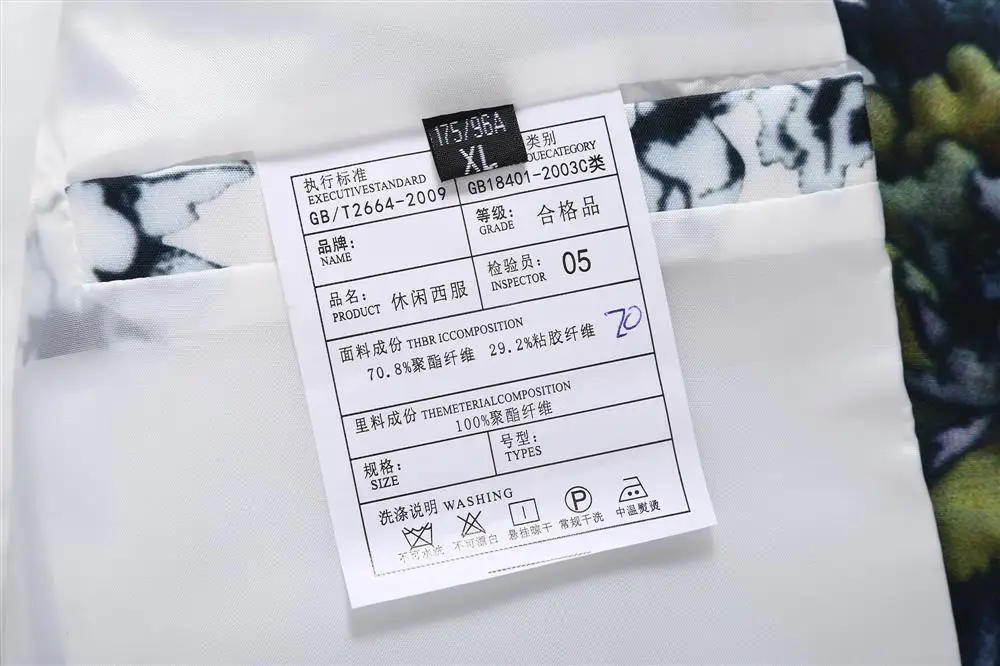 175/96A
XL
执行标准
EXECUTIVESTANDARD
GB/T2664-2009
类别
GB18401-2003C类
品牌:
NAME
等级:
GRADE
合格品
品名:
PRODUCT
休闲西服
检验员:
INSPECTOR
05
面料成份 THBR ICCOMPOSITION
70.8%聚酯纤维 29.2%粘胶纤维
70
里料成份 THEMETERIALCOMPOSITION
100%聚酯纤维
规格:
SIZE
号型:
TYPES
洗涤说明 WASHING
P
不可水洗 不可漂白 悬挂晾干 常规干洗 中温熨烫